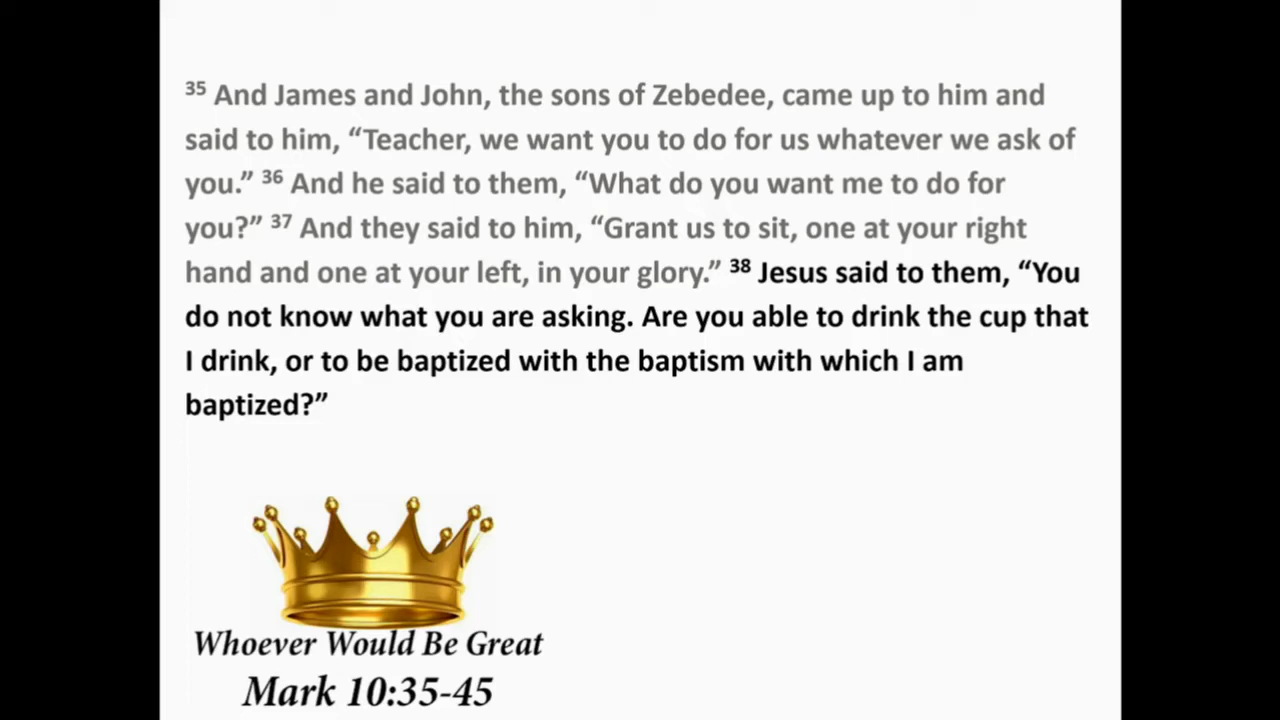 35 And James and John, the sons of Zebedee, came up to him and
said to him, “Teacher, we want you to do for us whatever we ask of
you.” 36 And he said to them, “What do you want me to do for
you?” 37 And they said to him, “Grant us to sit, one at your right
hand and one at your left, in your glory.” 38 Jesus said to them, “You
do not know what you are asking. Are you able to drink the cup that
I drink, or to be baptized with the baptism with which I am
baptized?”
Whoever Would Be Great
Mark 10:35-45